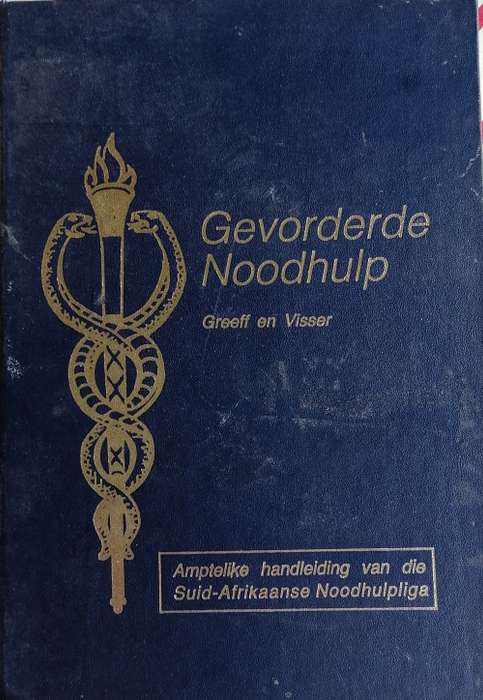 Gevorderde
Noodhulp
Greeff en Visser
Amptelike handleiding van die
Suid-Afrikaanse Noodhulpliga